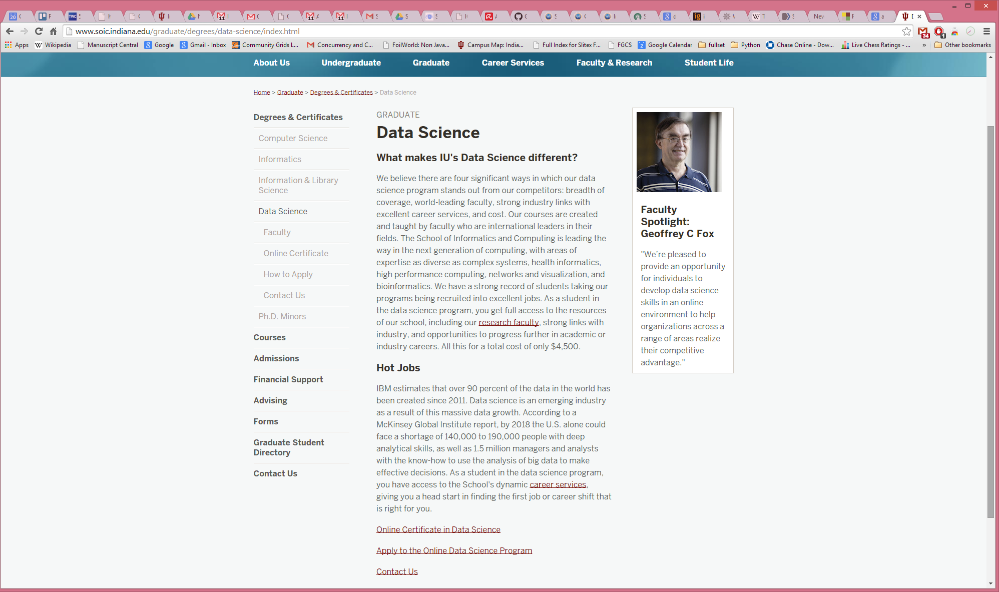 www.soic.indiana.edu/graduate/degrees/data-science/index.html
Apps Wikipedia Manuscript Central Google Gmail - Inbox Community Grids L... Concurrency and C... FoilWorld: Non Java... Campus Map: India... Full Index for Slitex F... FGCS Google Calendar fullset Python Chase Online - Dow... Live Chess Ratings - ... » Other bookmarks
About Us Undergraduate Graduate Career Services Faculty & Research Student Life
Home > Graduate > Degrees & Certificates > Data Science
Degrees & Certificates
Computer Science
Informatics
Information & Library
Science
Data Science
Faculty
Online Certificate
How to Apply
Contact Us
Ph.D. Minors
Courses
Admissions
Financial Support
Advising
Forms
Graduate Student
Directory
Contact Us
GRADUATE
Data Science
What makes IU's Data Science different?
We believe there are four significant ways in which our data
science program stands out from our competitors: breadth of
coverage, world-leading faculty, strong industry links with
excellent career services, and cost. Our courses are created
and taught by faculty who are international leaders in their
fields. The School of Informatics and Computing is leading the
way in the next generation of computing, with areas of
expertise as diverse as complex systems, health informatics,
high performance computing, networks and visualization, and
bioinformatics. We have a strong record of students taking our
programs being recruited into excellent jobs. As a student in
the data science program, you get full access to the resources
of our school, including our research faculty, strong links with
industry, and opportunities to progress further in academic or
industry careers. All this for a total cost of only $4,500.
Hot Jobs
IBM estimates that over 90 percent of the data in the world has
been created since 2011. Data science is an emerging industry
as a result of this massive data growth. According to a
McKinsey Global Institute report, by 2018 the U.S. alone could
face a shortage of 140,000 to 190,000 people with deep
analytical skills, as well as 1.5 million managers and analysts
with the know-how to use the analysis of big data to make
effective decisions. As a student in the data science program,
you have access to the School's dynamic career services,
giving you a head start in finding the first job or career shift that
is right for you.
Online Certificate in Data Science
Apply to the Online Data Science Program
Contact Us
Faculty
Spotlight:
Geoffrey C Fox
"We're pleased to
provide an opportunity
for individuals to
develop data science
skills in an online
environment to help
organizations across a
range of areas realize
their competitive
advantage."